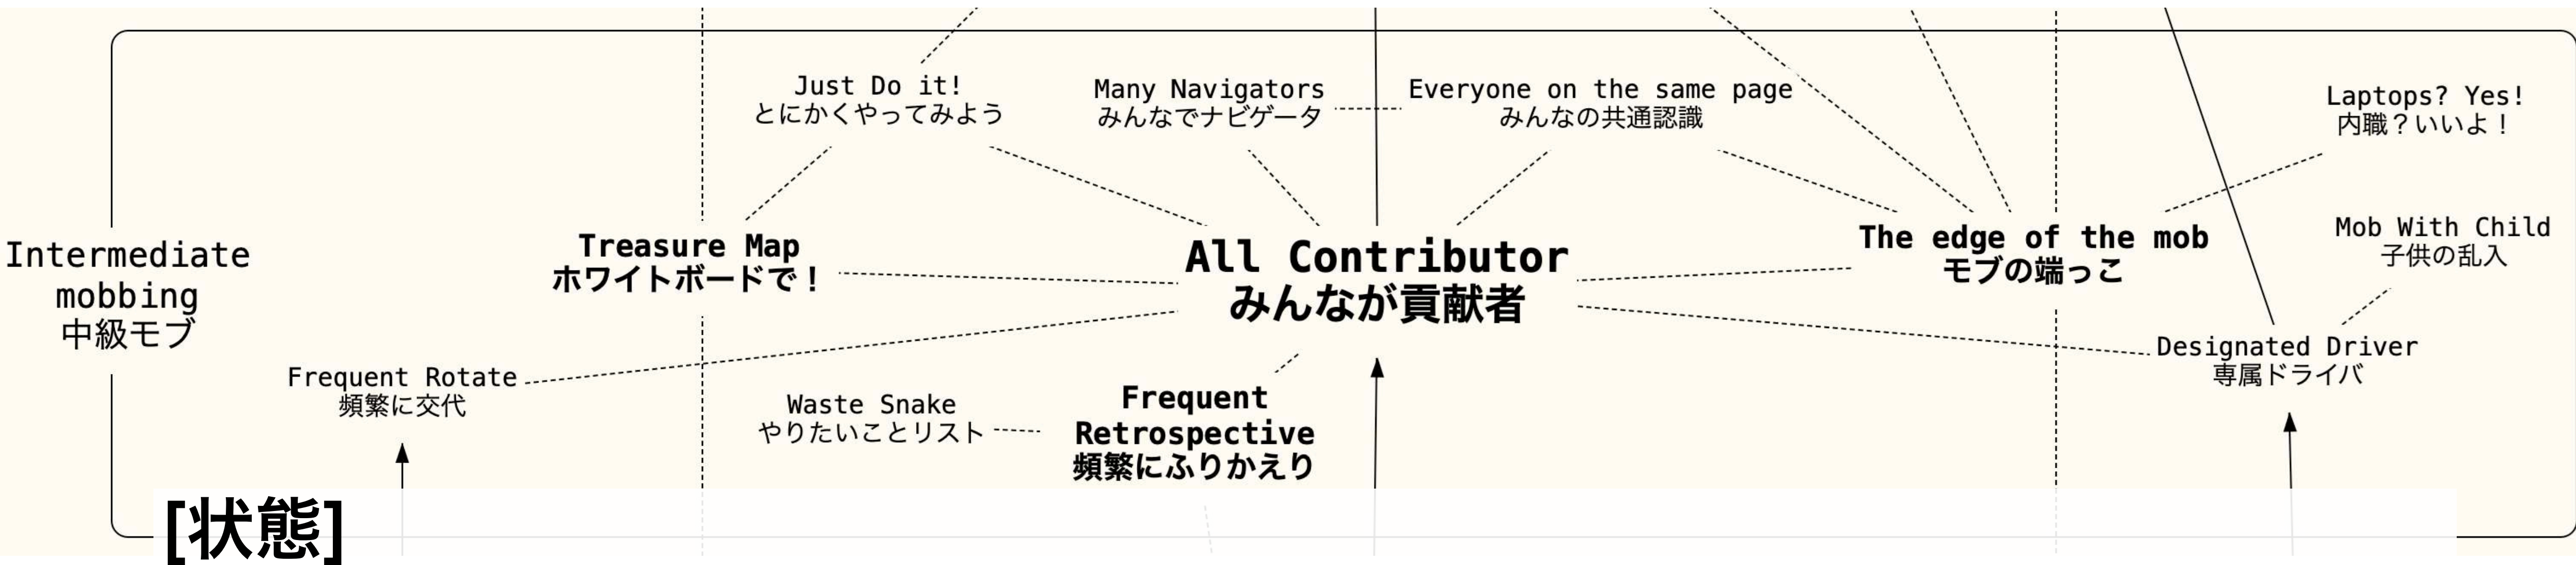 Just Do it!
とにかくやってみよう
Many Navigators
みんなでナビゲータ
Everyone on the same page
みんなの共通認識
Laptops? Yes!
内職？いいよ！
Intermediate
mobbing
中級モブ
Treasure Map
ホワイトボードで！
All Contributor
みんなが貢献者
The edge of the mob
モブの端っこ
Mob With Child
子供の乱入
Frequent Rotate
頻繁に交代
Waste Snake
やりたいことリスト
Frequent
Retrospective
頻繁にふりかえり
Designated Driver
専属ドライバ
[状態]